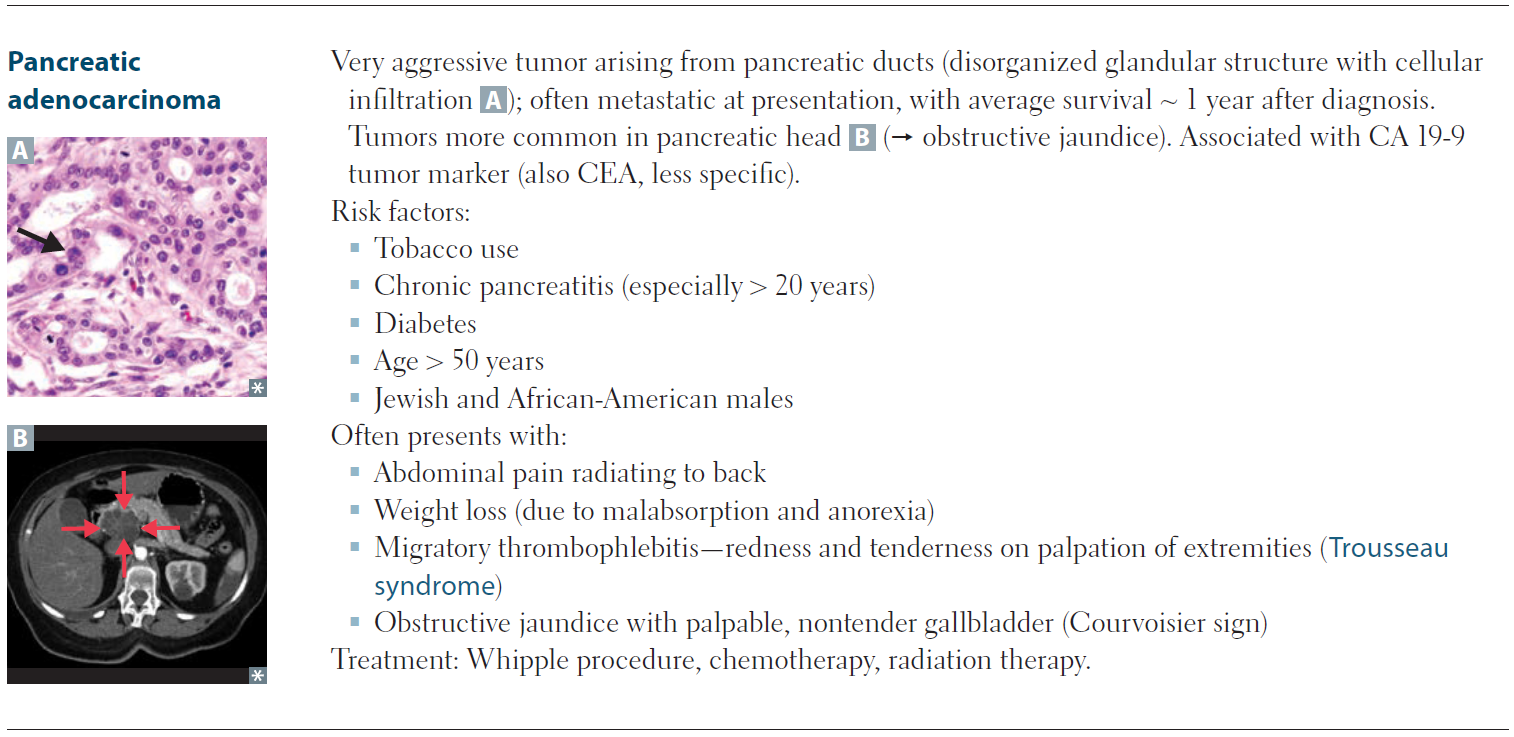 Pancreatic
adenocarcinoma
A
*
B
*
Very aggressive tumor arising from pancreatic ducts (disorganized glandular structure with cellular
infiltration A); often metastatic at presentation, with average survival ~ 1 year after diagnosis.
Tumors more common in pancreatic head B (→ obstructive jaundice). Associated with CA 19-9
tumor marker (also CEA, less specific).
Risk factors:
▪ Tobacco use
▪ Chronic pancreatitis (especially > 20 years)
▪ Diabetes
▪ Age > 50 years
▪ Jewish and African-American males
Often presents with:
▪ Abdominal pain radiating to back
▪ Weight loss (due to malabsorption and anorexia)
▪ Migratory thrombophlebitis—redness and tenderness on palpation of extremities (Trousseau
syndrome)
▪ Obstructive jaundice with palpable, nontender gallbladder (Courvoisier sign)
Treatment: Whipple procedure, chemotherapy, radiation therapy.